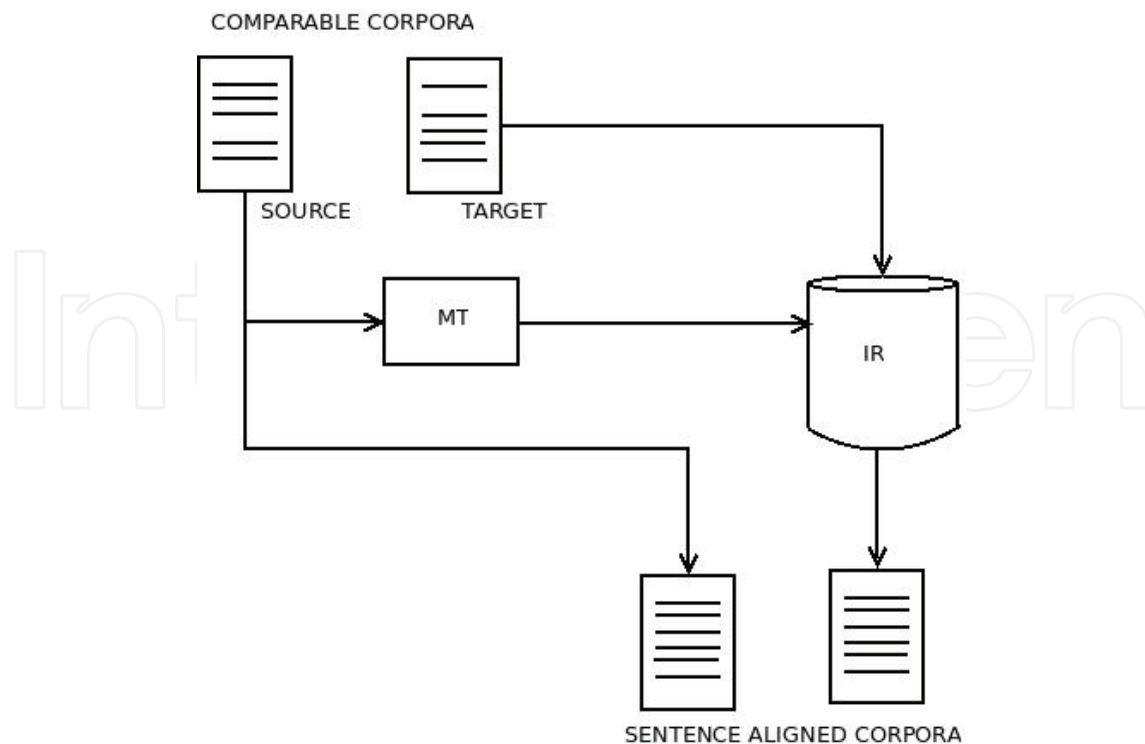 COMPARABLE CORPORA
SOURCE
TARGET
MT
IR
SENTENCE ALIGNED CORPORA